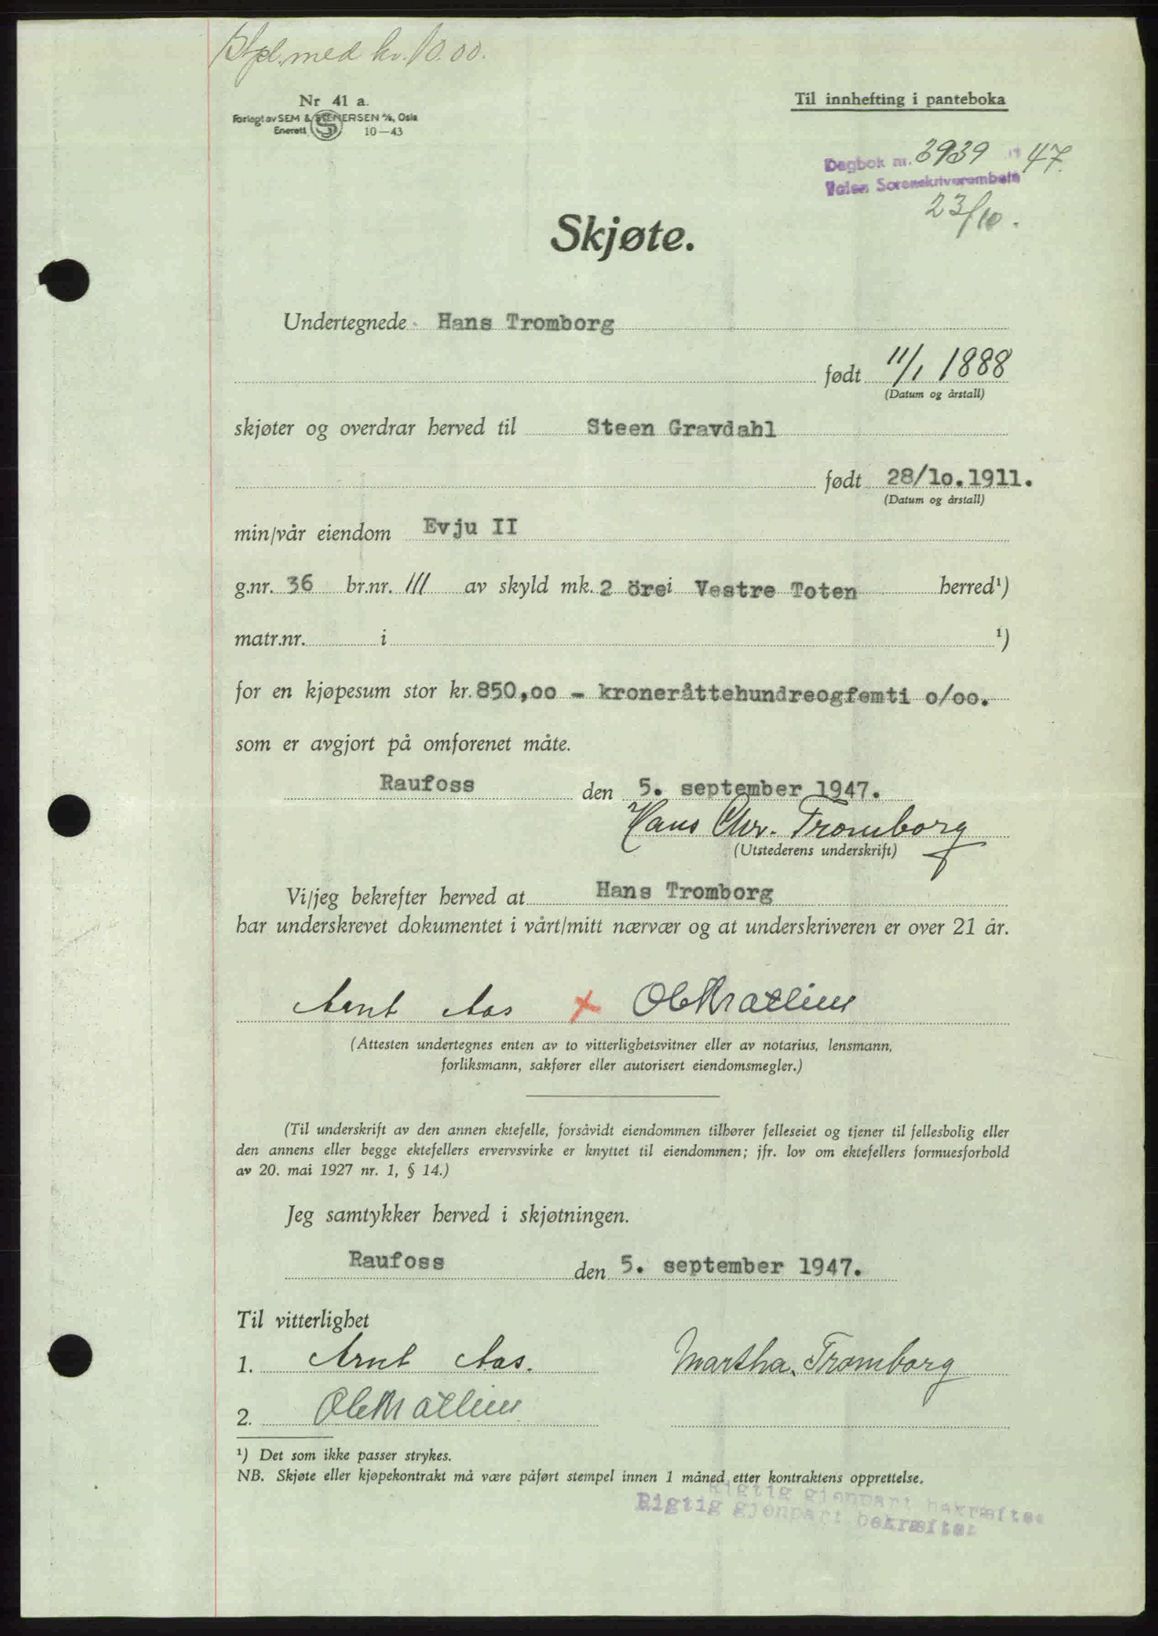 Stpl. med kr. 10.00.
Nr 41 a.
Forlagt av SEM & STENERSEN A/S, Oslo
Enerett 10-43
Til innhefting i panteboka
Dagbok nr. 3939 47.
Sorenskriverembete
23/10.
Skjøte.
Undertegnede Hans Tromborg
født 11/1 1888
(Datum og årstall)
skjøter og overdrar herved til Steen Gravdahl
født 28/10.1911.
(Datum og årstall)
min/vår eiendom Evju II
g.nr. 36 br.nr. 111 av skyld mk. 2 öre i Vestre Toten herred¹)
matr.nr. i ¹)
for en kjøpesum stor kr. 850,00 - kroneråttehundreogfemti 0/00.
som er avgjort på omforenet måte.
Raufoss den 5. september 1947.
Hans Chr. Tromborg
(Utstederens underskrift)
Vi/jeg bekrefter herved at Hans Tromborg
har underskrevet dokumentet i vårt/mitt nærvær og at underskriveren er over 21 år.
Arnt Aas x
(Attesten undertegnes enten av to vitterlighetsvitner eller av notarius, lensmann,
forliksmann, sakfører eller autorisert eiendomsmegler.)
(Til underskrift av den annen ektefelle, forsåvidt eiendommen tilhører felleseiet og tjener til fellesbolig eller
den annens eller begge ektefellers ervervsvirke er knyttet til eiendommen; jfr. lov om ektefellers formuesforhold
av 20. mai 1927 nr. 1, § 14.)
Jeg samtykker herved i skjøtningen.
Raufoss den 5. september 1947.
Til vitterlighet
1. Arnt Aas. Martha Tromborg
2.
¹) Det som ikke passer strykes.
NB. Skjøte eller kjøpekontrakt må være påført stempel innen 1 måned etter kontraktens opprettelse.
Rigtig gjenpart bekræftes
Rigtig gjenpart bekræftes